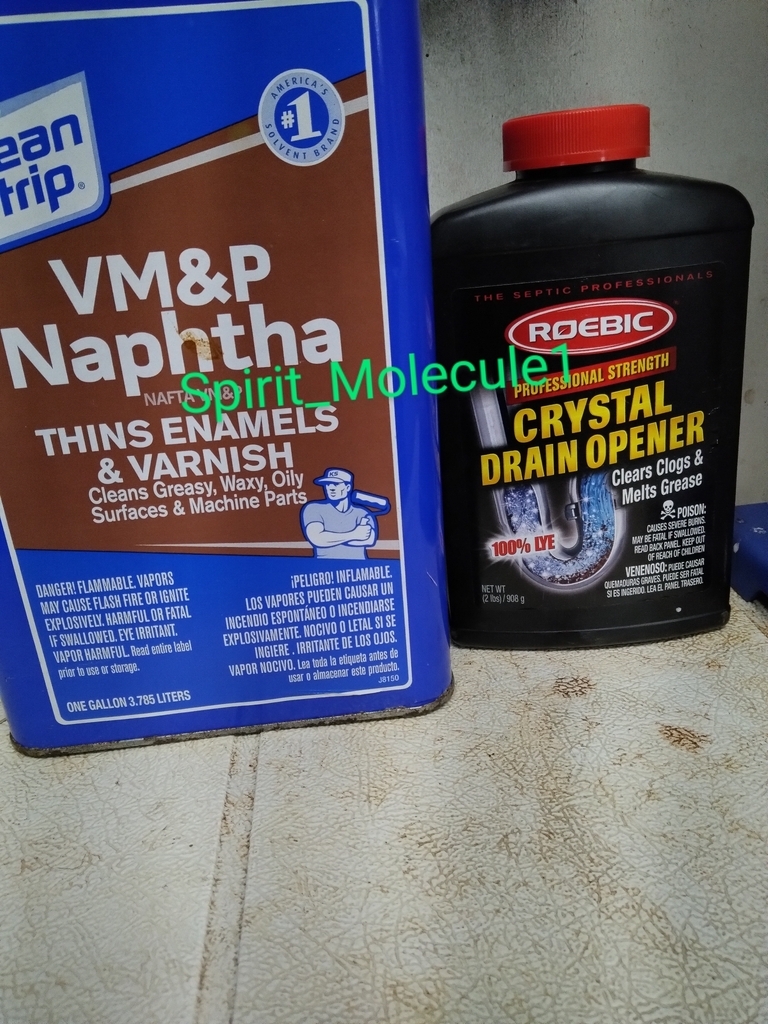 ean
trip®
AMERICA'S
#1
SOLVENT BRAND
VM&P
Naphtha
NAFTA VM&P
THINS ENAMELS
& VARNISH
Cleans Greasy, Waxy, Oily
Surfaces & Machine Parts
KS
DANGER! FLAMMABLE. VAPORS
MAY CAUSE FLASH FIRE OR IGNITE
EXPLOSIVELY. HARMFUL OR FATAL
IF SWALLOWED. EYE IRRITANT.
VAPOR HARMFUL. Read entire label
prior to use or storage.
¡PELIGRO! INFLAMABLE.
LOS VAPORES PUEDEN CAUSAR UN
INCENDIO ESPONTÁNEO O INCENDIARSE
EXPLOSIVAMENTE. NOCIVO O LETAL SI SE
INGIERE. IRRITANTE DE LOS OJOS.
VAPOR NOCIVO. Lea toda la etiqueta antes de
usar o almacenar este producto.
J8150
ONE GALLON 3.785 LITERS
Spirit_Molecule1
THE SEPTIC PROFESSIONALS
ROEBIC®
PROFESSIONAL STRENGTH
CRYSTAL
DRAIN OPENER
Clears Clogs &
Melts Grease
100% LYE
POISON:
CAUSES SEVERE BURNS.
MAY BE FATAL IF SWALLOWED.
READ BACK PANEL. KEEP OUT
OF REACH OF CHILDREN
VENENOSO: PUEDE CAUSAR
QUEMADURAS GRAVES. PUEDE SER FATAL
SI ES INGERIDO. LEA EL PANEL TRASERO.
NET WT
(2 lbs) / 908 g